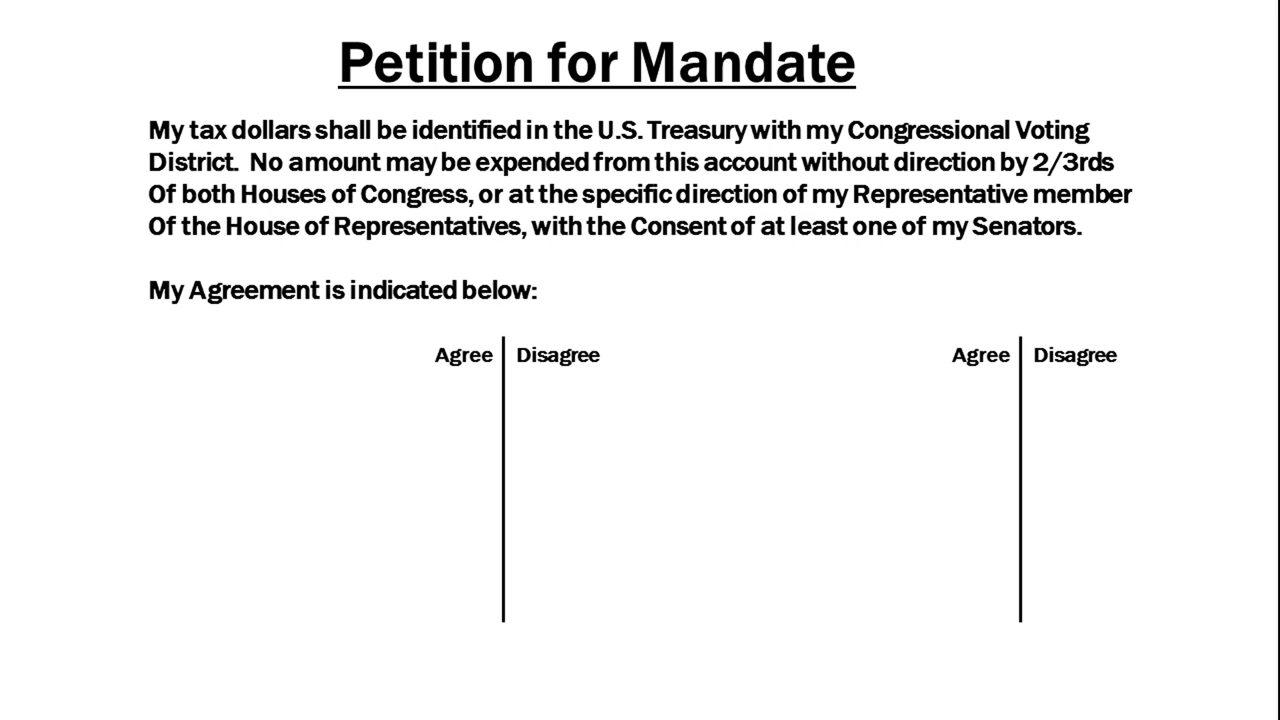 Petition for Mandate
My tax dollars shall be identified in the U.S. Treasury with my Congressional Voting
District. No amount may be expended from this account without direction by 2/3rds
Of both Houses of Congress, or at the specific direction of my Representative member
Of the House of Representatives, with the Consent of at least one of my Senators.
My Agreement is indicated below:
Agree Disagree Agree Disagree